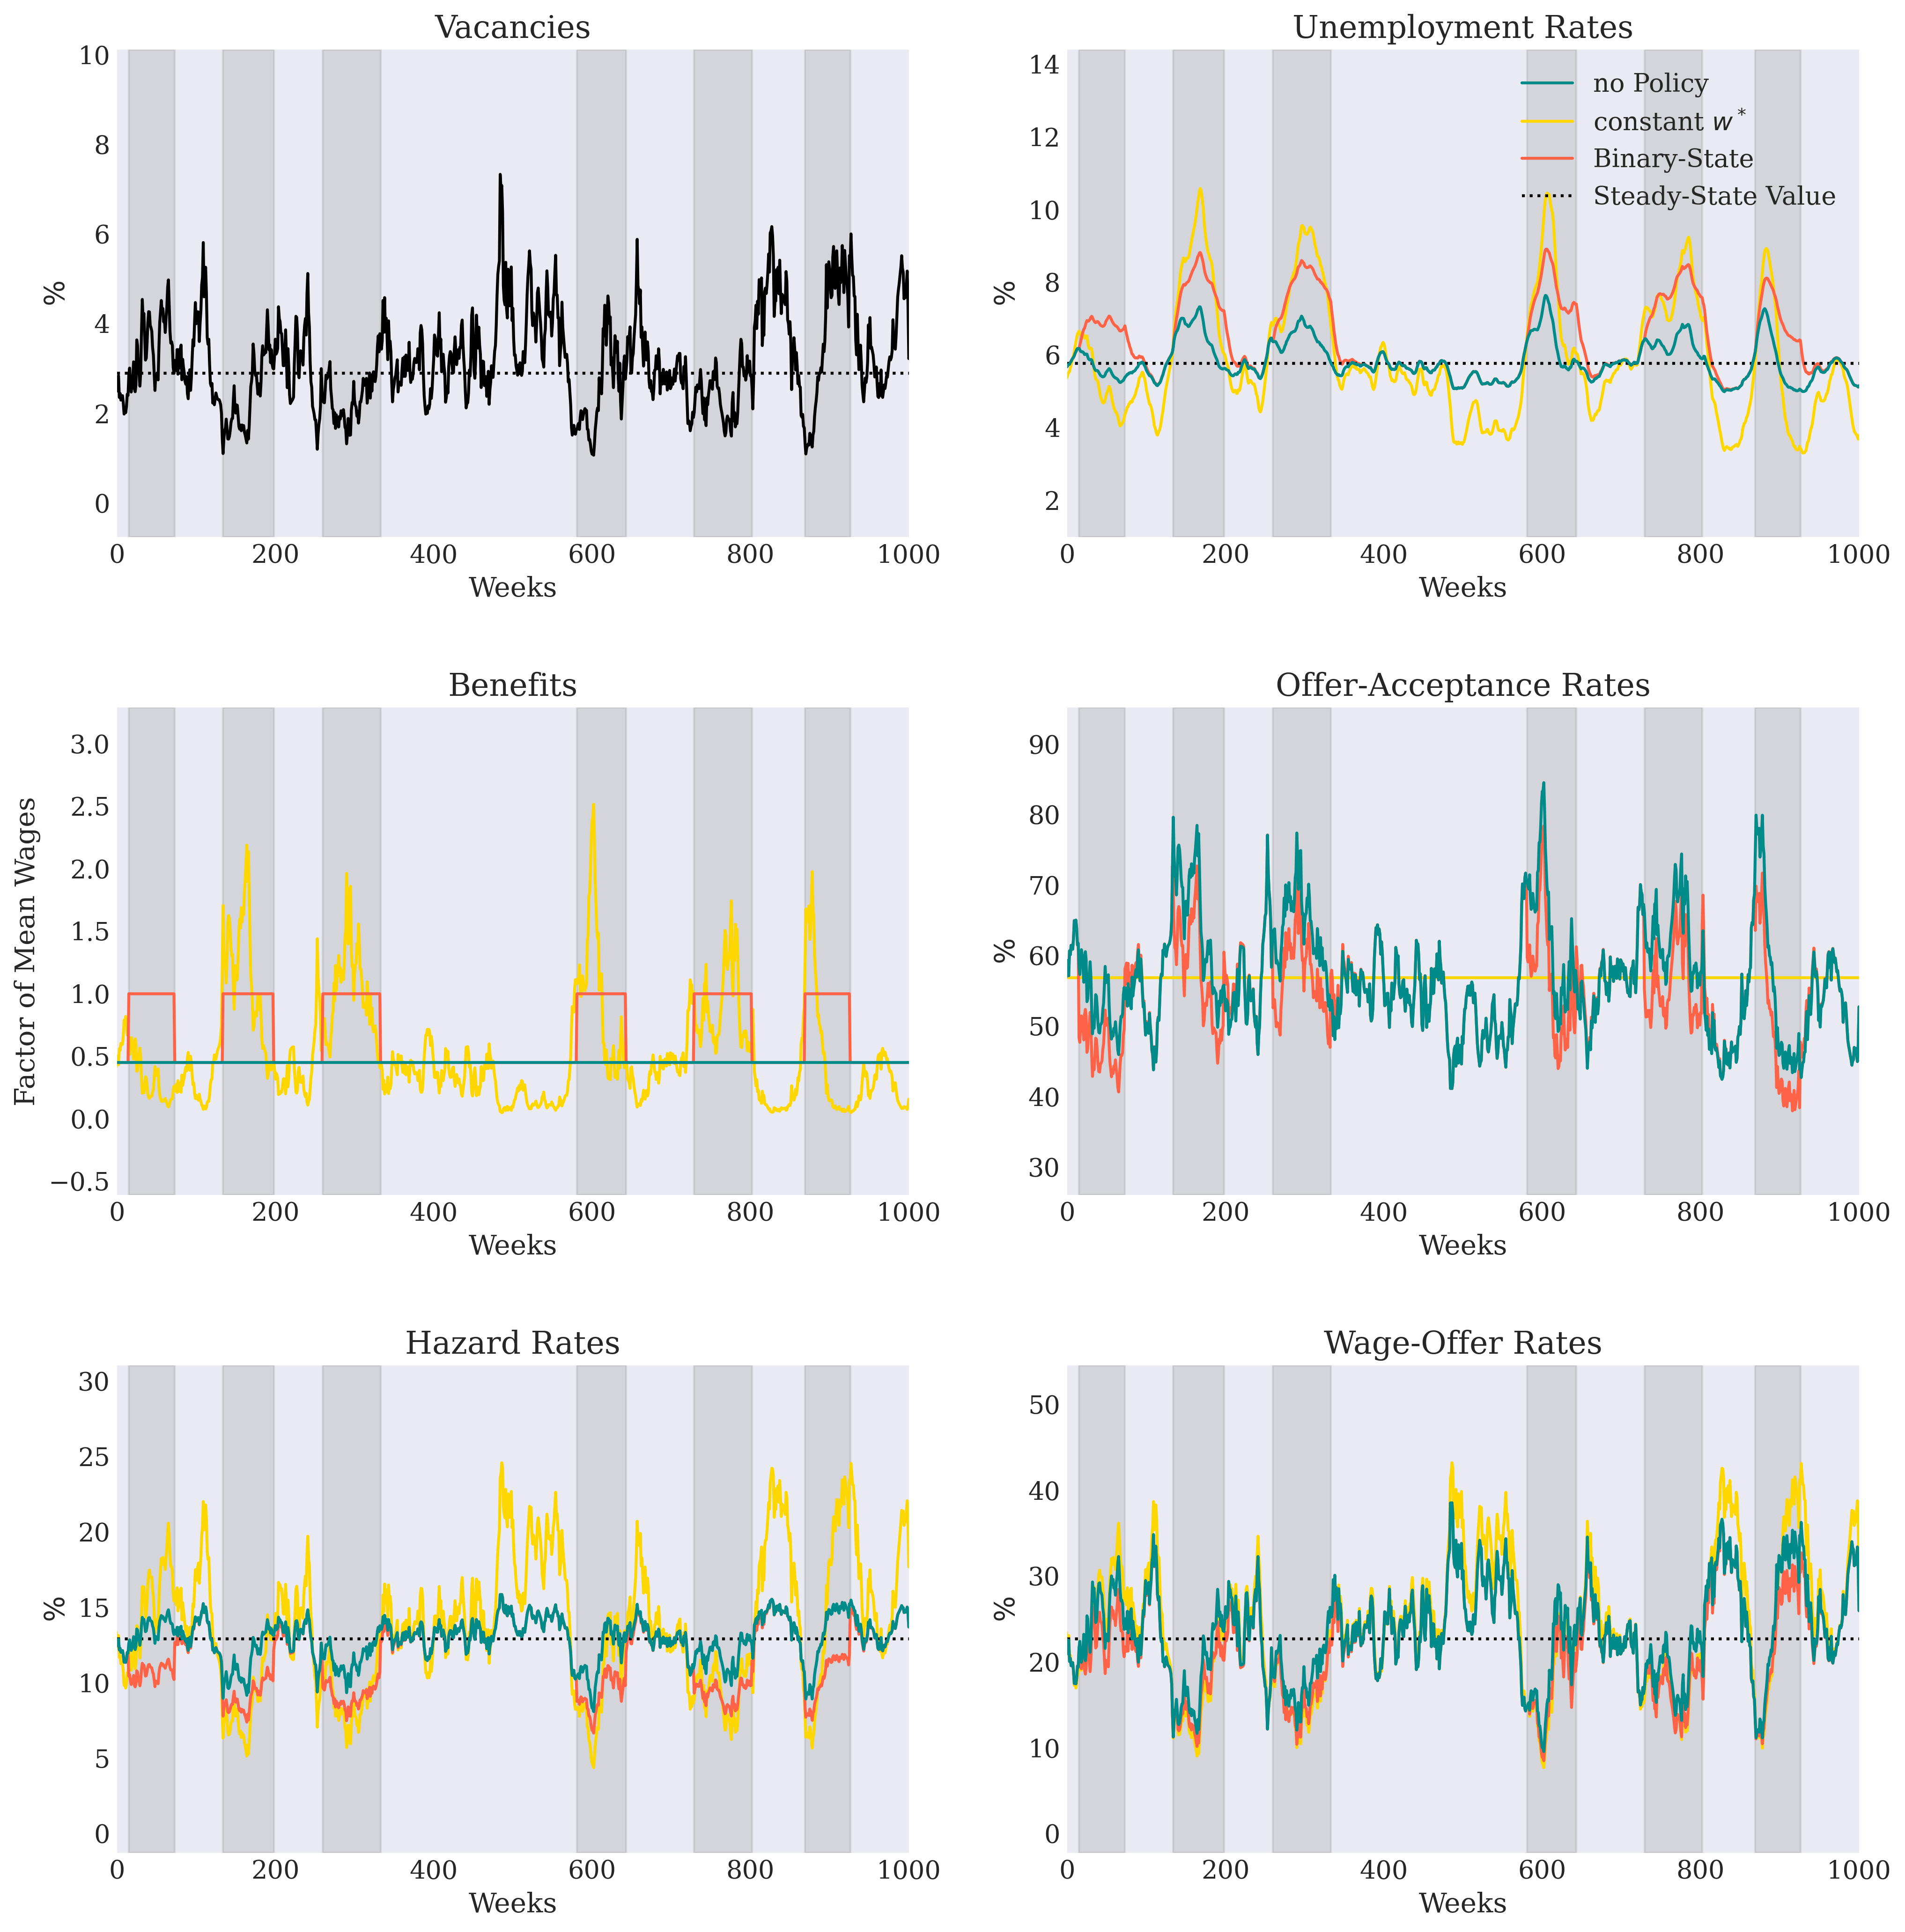 Vacancies
10
8
6
4
2
0
%
0 200 400 600 800 1000
Weeks
Unemployment Rates
14
12
10
8
6
4
2
%
no Policy
constant w*
Binary-State
Steady-State Value
0 200 400 600 800 1000
Weeks
Benefits
3.0
2.5
2.0
1.5
1.0
0.5
0.0
−0.5
Factor of Mean Wages
0 200 400 600 800 1000
Weeks
Offer-Acceptance Rates
90
80
70
60
50
40
30
%
0 200 400 600 800 1000
Weeks
Hazard Rates
30
25
20
15
10
5
0
%
0 200 400 600 800 1000
Weeks
Wage-Offer Rates
50
40
30
20
10
0
%
0 200 400 600 800 1000
Weeks